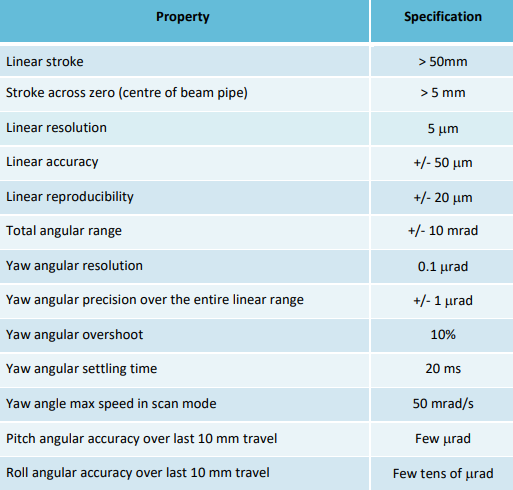 Property Specification
Linear stroke > 50mm
Stroke across zero (centre of beam pipe) > 5 mm
Linear resolution 5 μm
Linear accuracy +/- 50 μm
Linear reproducibility +/- 20 μm
Total angular range +/- 10 mrad
Yaw angular resolution 0.1 μrad
Yaw angular precision over the entire linear range +/- 1 μrad
Yaw angular overshoot 10%
Yaw angular settling time 20 ms
Yaw angle max speed in scan mode 50 mrad/s
Pitch angular accuracy over last 10 mm travel Few μrad
Roll angular accuracy over last 10 mm travel Few tens of μrad